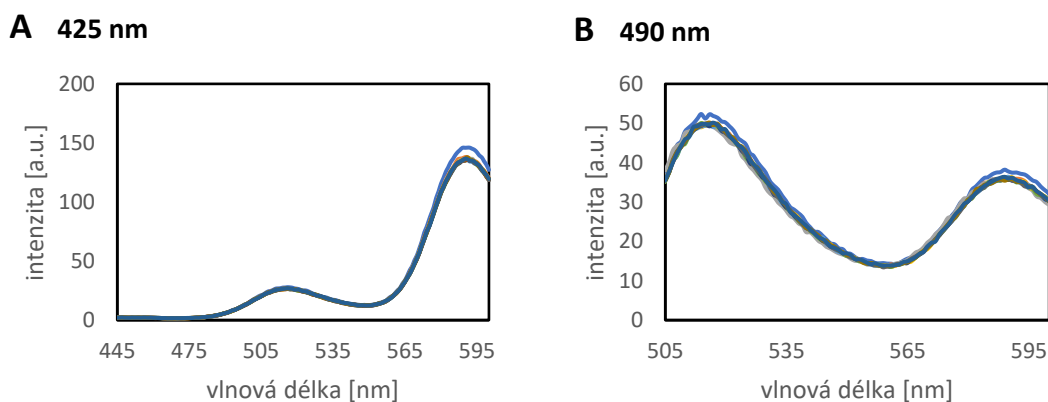 A 425 nm
200
150
100
50
0
intenzita [a.u.]
445 475 505 535 565 595
vlnová délka [nm]
B 490 nm
60
50
40
30
20
10
0
intenzita [a.u.]
505 535 565 595
vlnová délka [nm]